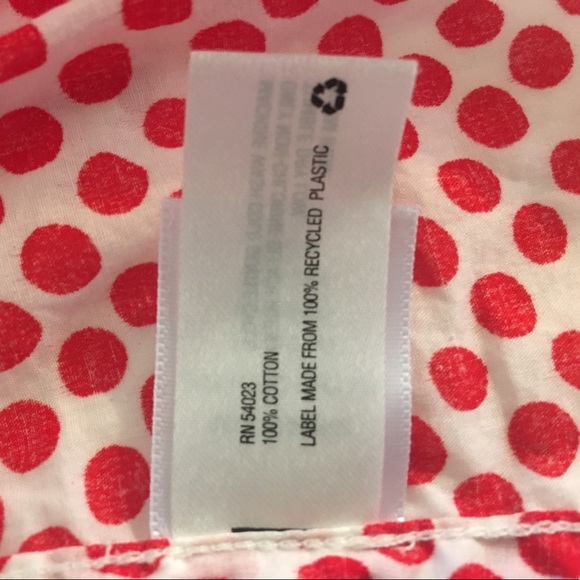 RN 54023
100% COTTON
LABEL MADE FROM 100% RECYCLED PLASTIC